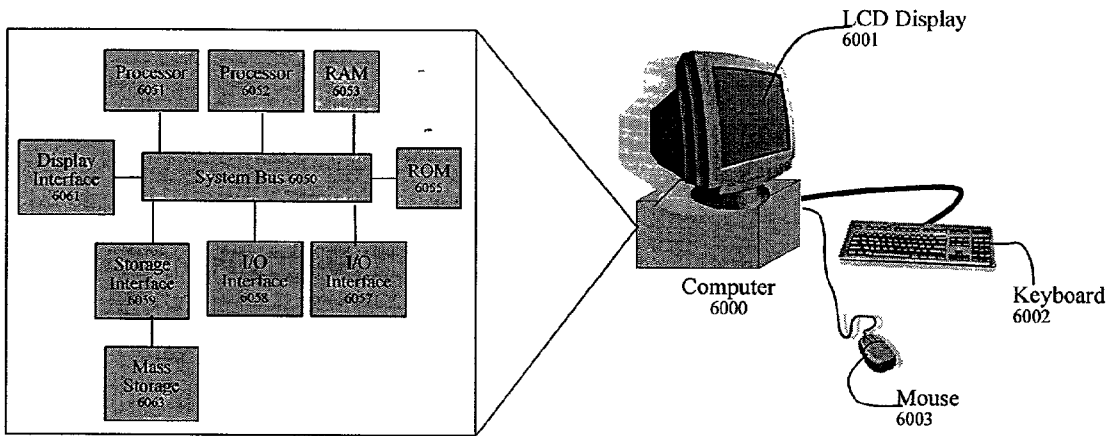 LCD Display
6001
Processor
6051
Processor
6052
RAM
6053
Display
Interface
6061
System Bus 6050
ROM
6055
Storage
Interface
6059
I/O
Interface
6058
I/O
Interface
6057
Mass
Storage
6063
Computer
6000
Keyboard
6002
Mouse
6003